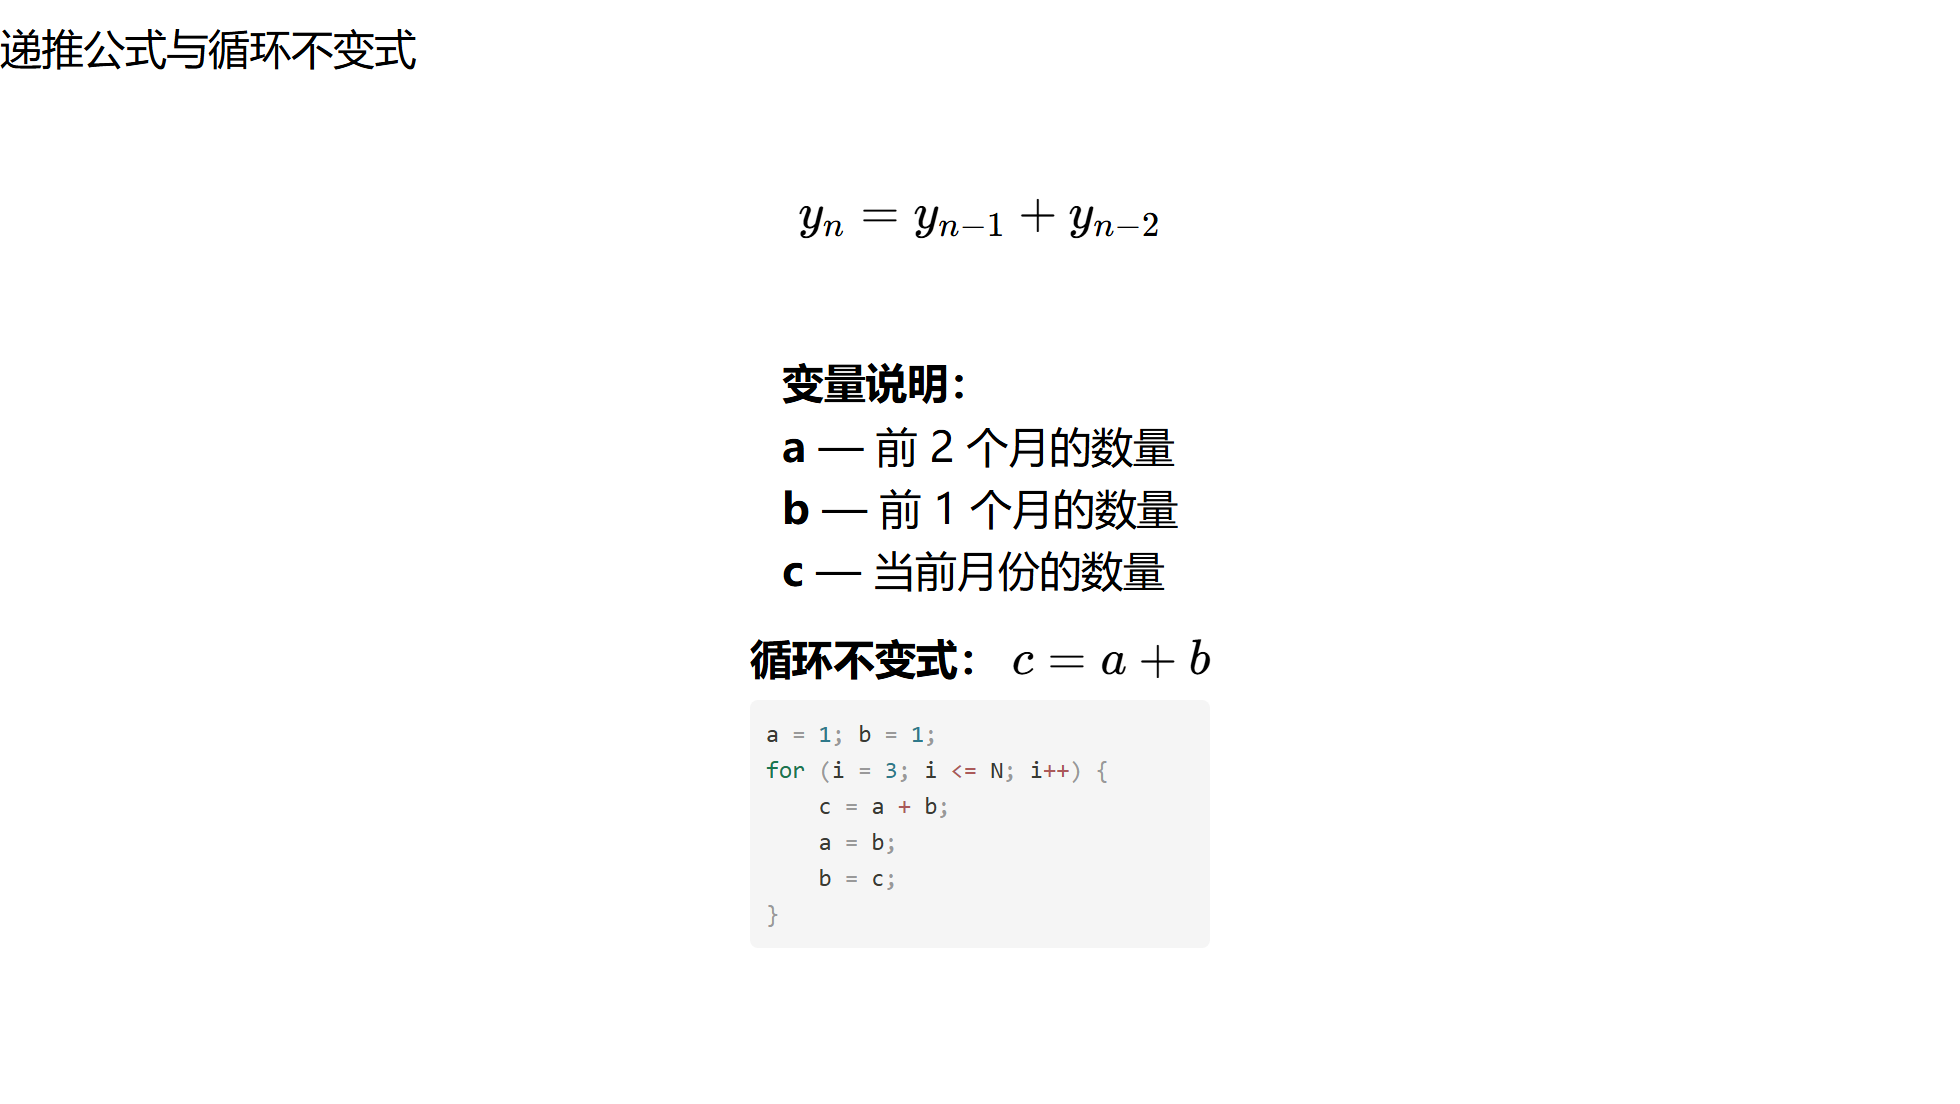 递推公式与循环不变式
yₙ = yₙ₋₁ + yₙ₋₂
变量说明：
a — 前 2 个月的数量
b — 前 1 个月的数量
c — 当前月份的数量
循环不变式： c = a + b
a = 1; b = 1;
for (i = 3; i <= N; i++) {
    c = a + b;
    a = b;
    b = c;
}